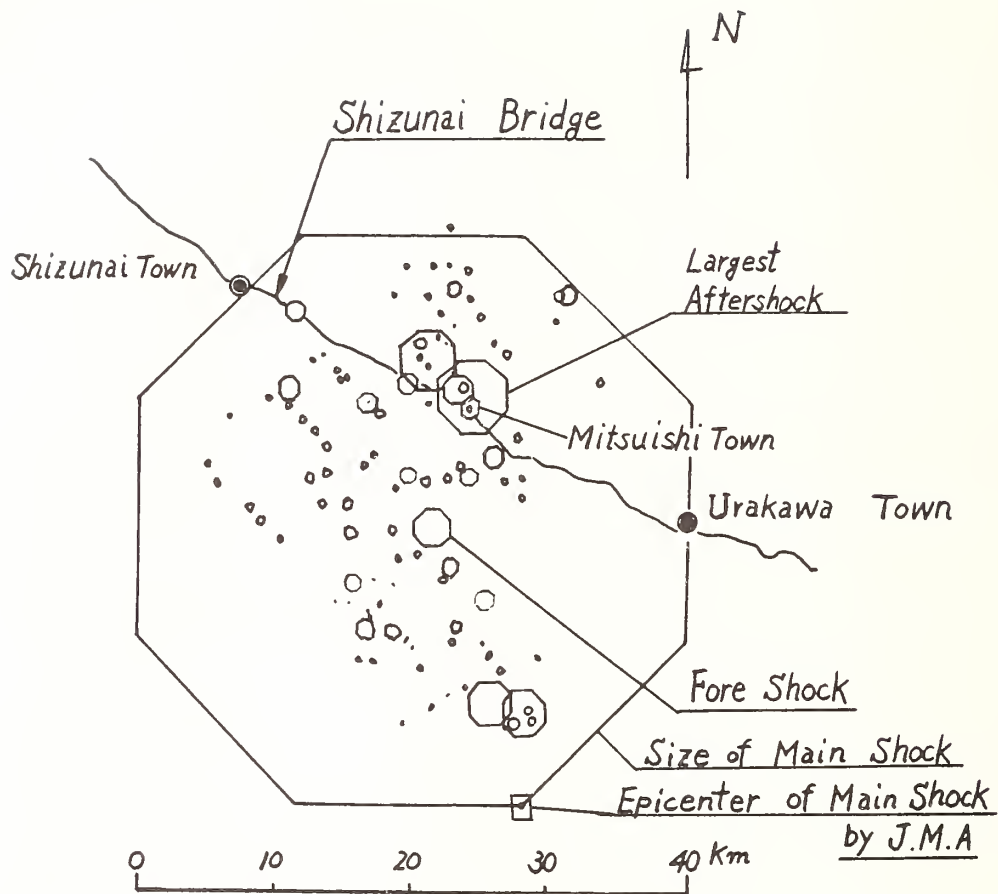 N
Shizunai Bridge
Shizunai Town
Largest
Aftershock
Mitsuishi Town
Urakawa Town
Fore Shock
Size of Main Shock
Epicenter of Main Shock
by J.M.A
0 10 20 30 40 Km